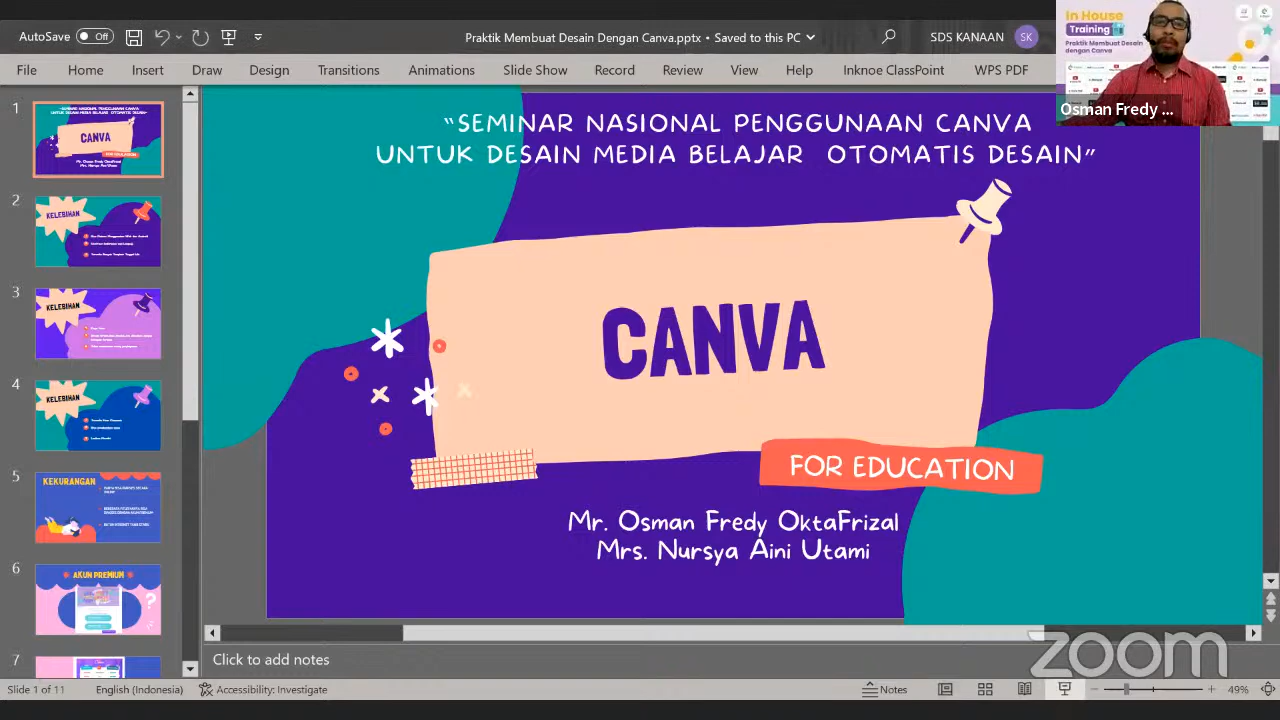 AutoSave Off
Praktik Membuat Desain Dengan Canva.pptx • Saved to this PC
SDS KANAAN SK
File Home Insert Draw Design Transitions Animations Slide Show Record Review View Help Inknoe ClassPoint PDF
In House
Training
Praktik Membuat Desain
dengan Canva
Osman Fredy ...
1
CANVA
2
KELEBIHAN
3
KELEBIHAN
4
KELEBIHAN
5
KEKURANGAN
6
AKUN PREMIUM
7
"SEMINAR NASIONAL PENGGUNAAN CANVA
UNTUK DESAIN MEDIA BELAJAR, OTOMATIS DESAIN"
CANVA
FOR EDUCATION
Mr. Osman Fredy OktaFrizal
Mrs. Nursya Aini Utami
Click to add notes
zoom
Slide 1 of 11 English (Indonesia) Accessibility: Investigate Notes 49%